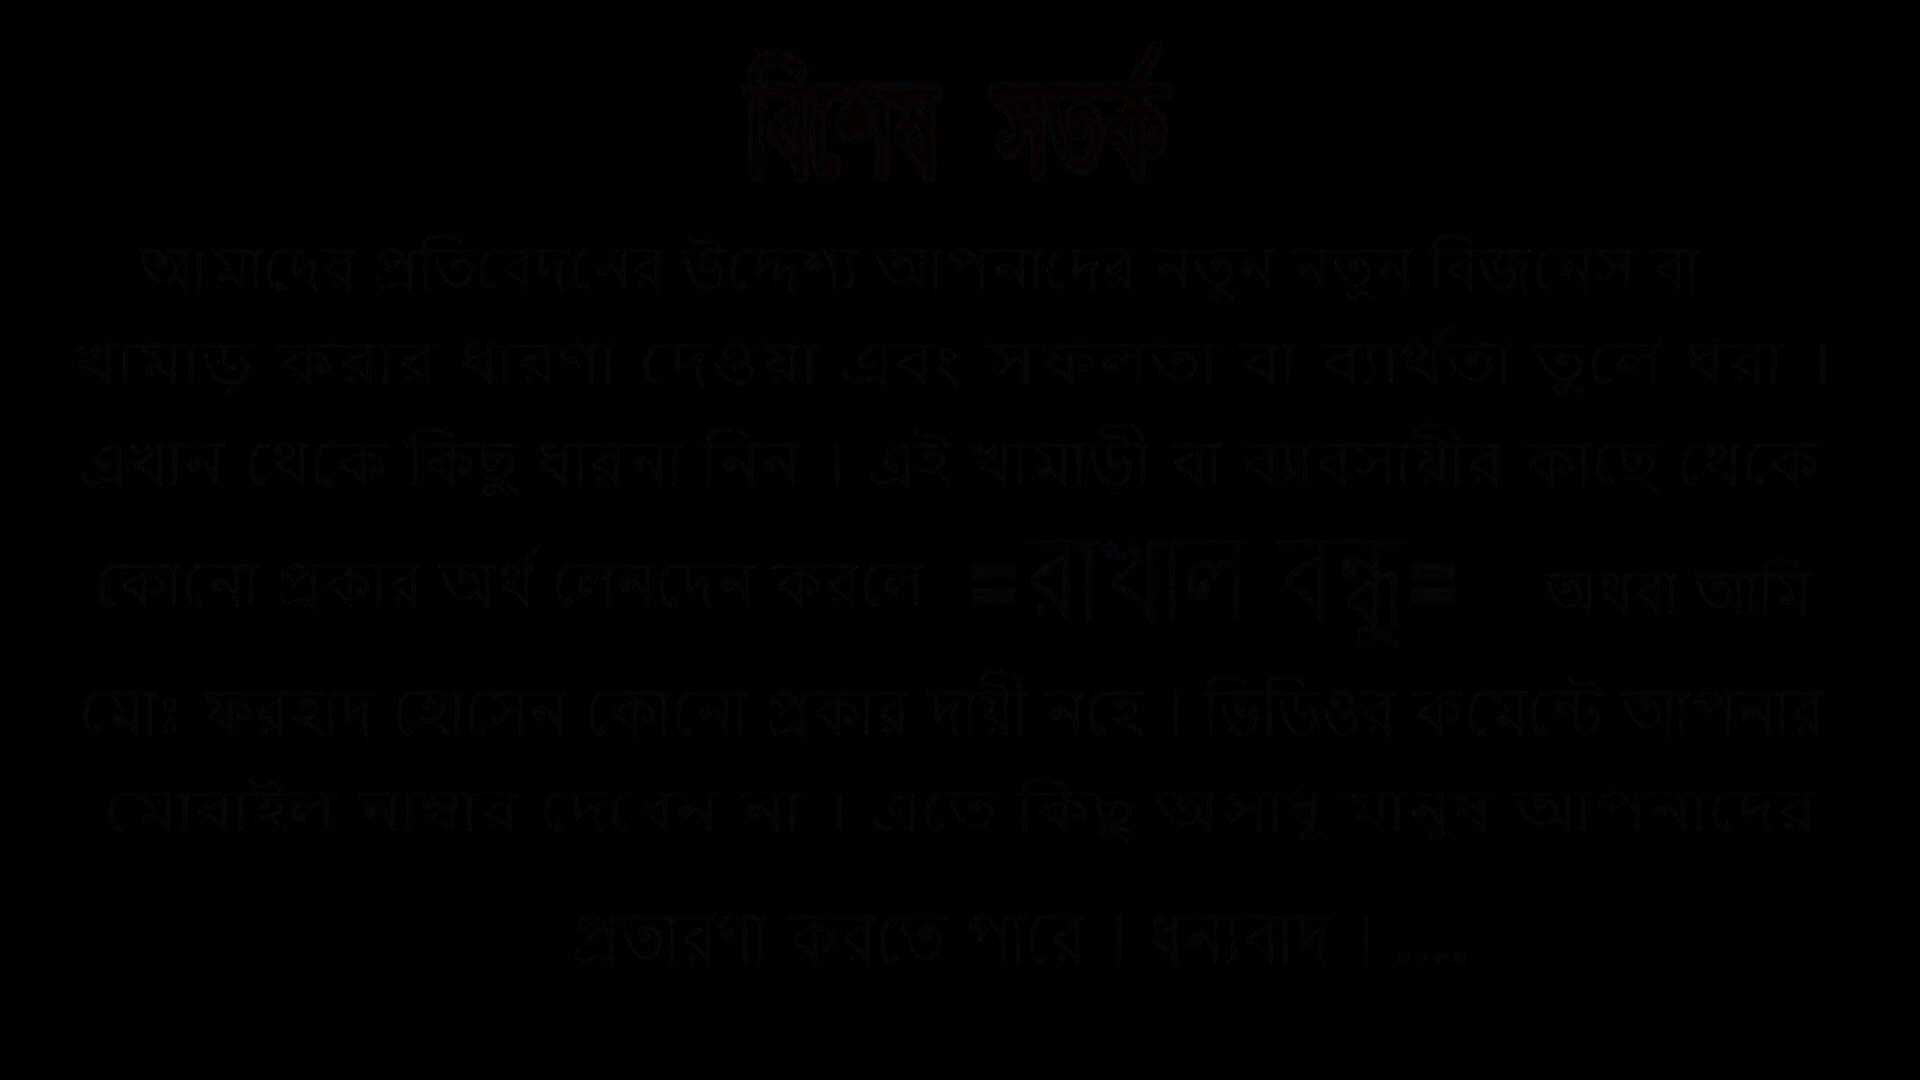 বিশেষ সতর্ক
আমাদের প্রতিবেদনের উদ্দেশ্য আপনাদের নতুন নতুন বিজনেস বা
খামাড় করার ধারণা দেওয়া এবং সফলতা বা ব্যার্থতা তুলে ধরা ।
এখান থেকে কিছু ধারনা নিন । এই খামাড়ী বা ব্যাবসায়ীর কাছে থেকে
কোনো প্রকার অর্থ লেনদেন করলে =রাখাল বন্ধু= অথবা আমি
মোঃ ফরহাদ হোসেন কোনো প্রকার দায়ী নহে । ভিডিওর কমেন্টে আপনার
মোবাইল নাম্বার দেবেন না । এতে কিছু অসাধু মানুষ আপনাদের
প্রতারণা করতে পারে । ধন্যবাদ ।